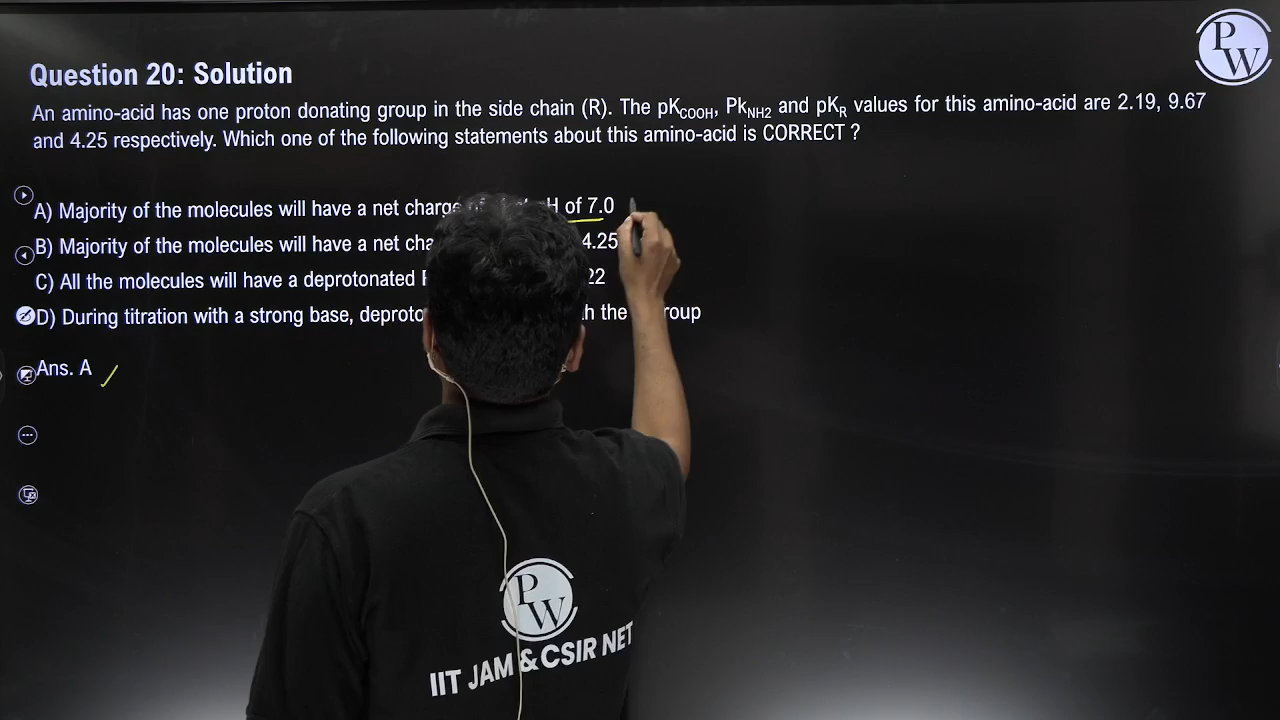 Question 20: Solution
An amino-acid has one proton donating group in the side chain (R). The pKCOOH, PkNH2 and pKR values for this amino-acid are 2.19, 9.67
and 4.25 respectively. Which one of the following statements about this amino-acid is CORRECT ?
A) Majority of the molecules will have a net charge of 7.0
B) Majority of the molecules will have a net 4.25
C) All the molecules will have a deprotonated 22
D) During titration with a strong base, the roup
Ans. A
PW
PW
IIT JAM & CSIR NET